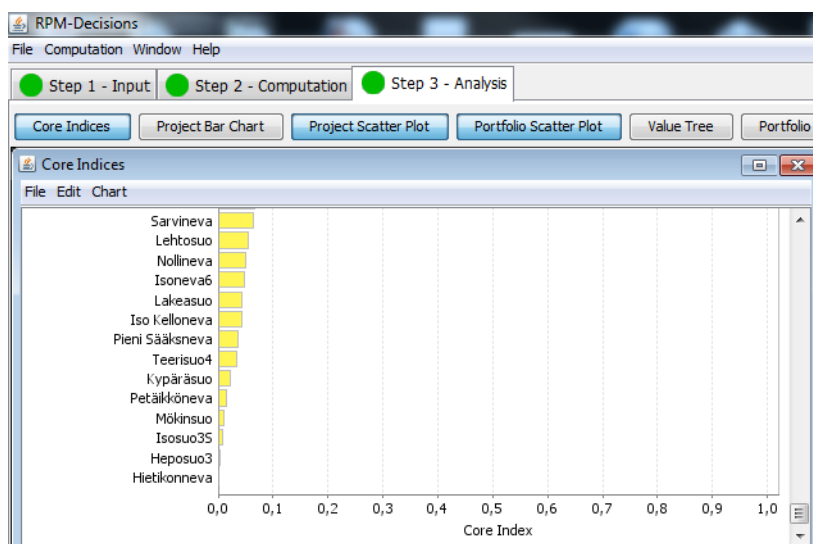 RPM-Decisions
File Computation Window Help
Step 1 - Input Step 2 - Computation Step 3 - Analysis
Core Indices Project Bar Chart Project Scatter Plot Portfolio Scatter Plot Value Tree Portfolio
Core Indices
File Edit Chart
Sarvineva
Lehtosuo
Nollineva
Isoneva6
Lakeasuo
Iso Kelloneva
Pieni Sääksneva
Teerisuo4
Kypäräsuo
Petäikköneva
Mökinsuo
Isosuo3S
Heposuo3
Hietikonneva
0,0 0,1 0,2 0,3 0,4 0,5 0,6 0,7 0,8 0,9 1,0
Core Index